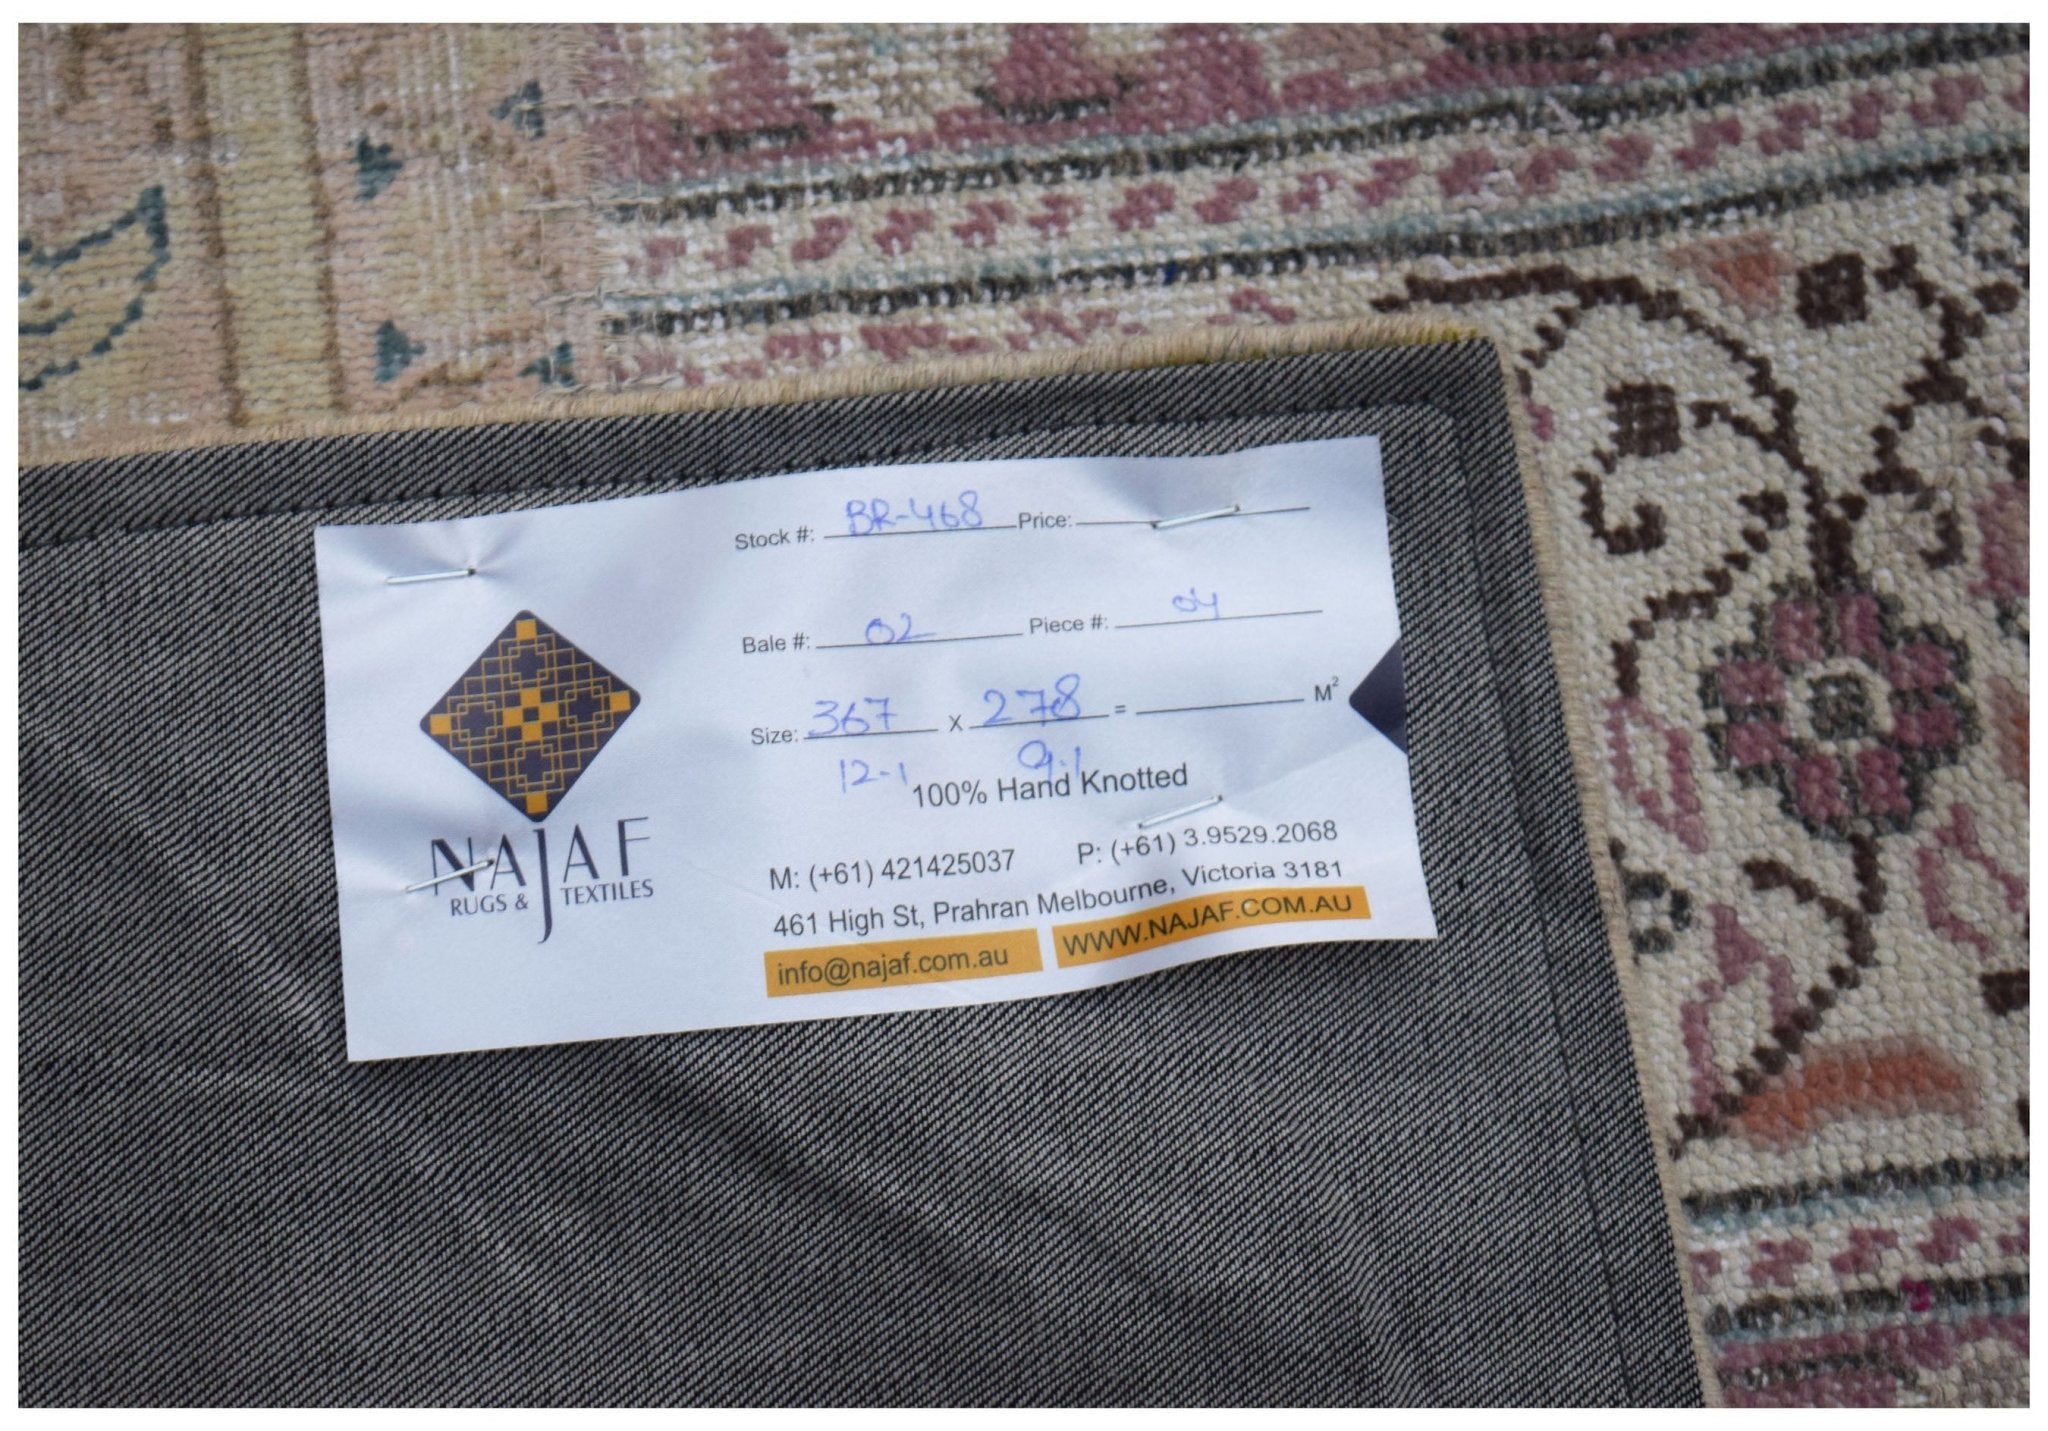 Stock #: BR-468 Price:
Bale #: 02 Piece #: 04
Size: 367 x 278 = M²
12-1 9.1
100% Hand Knotted
NAJAF
RUGS & TEXTILES
M: (+61) 421425037 P: (+61) 3.9529.2068
461 High St, Prahran Melbourne, Victoria 3181
info@najaf.com.au WWW.NAJAF.COM.AU